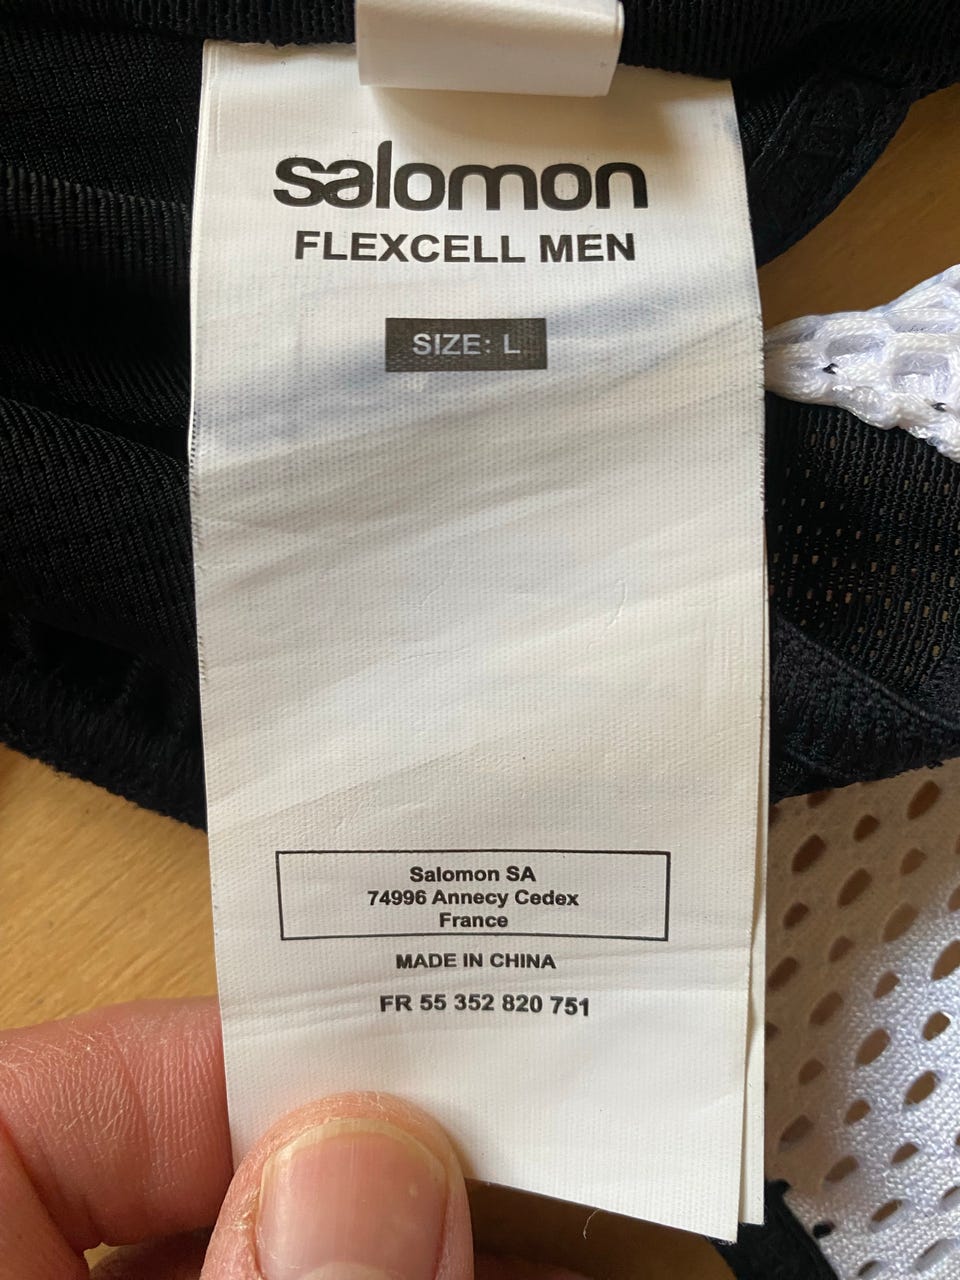 salomon
FLEXCELL MEN
SIZE: L
Salomon SA
74996 Annecy Cedex
France
MADE IN CHINA
FR 55 352 820 751